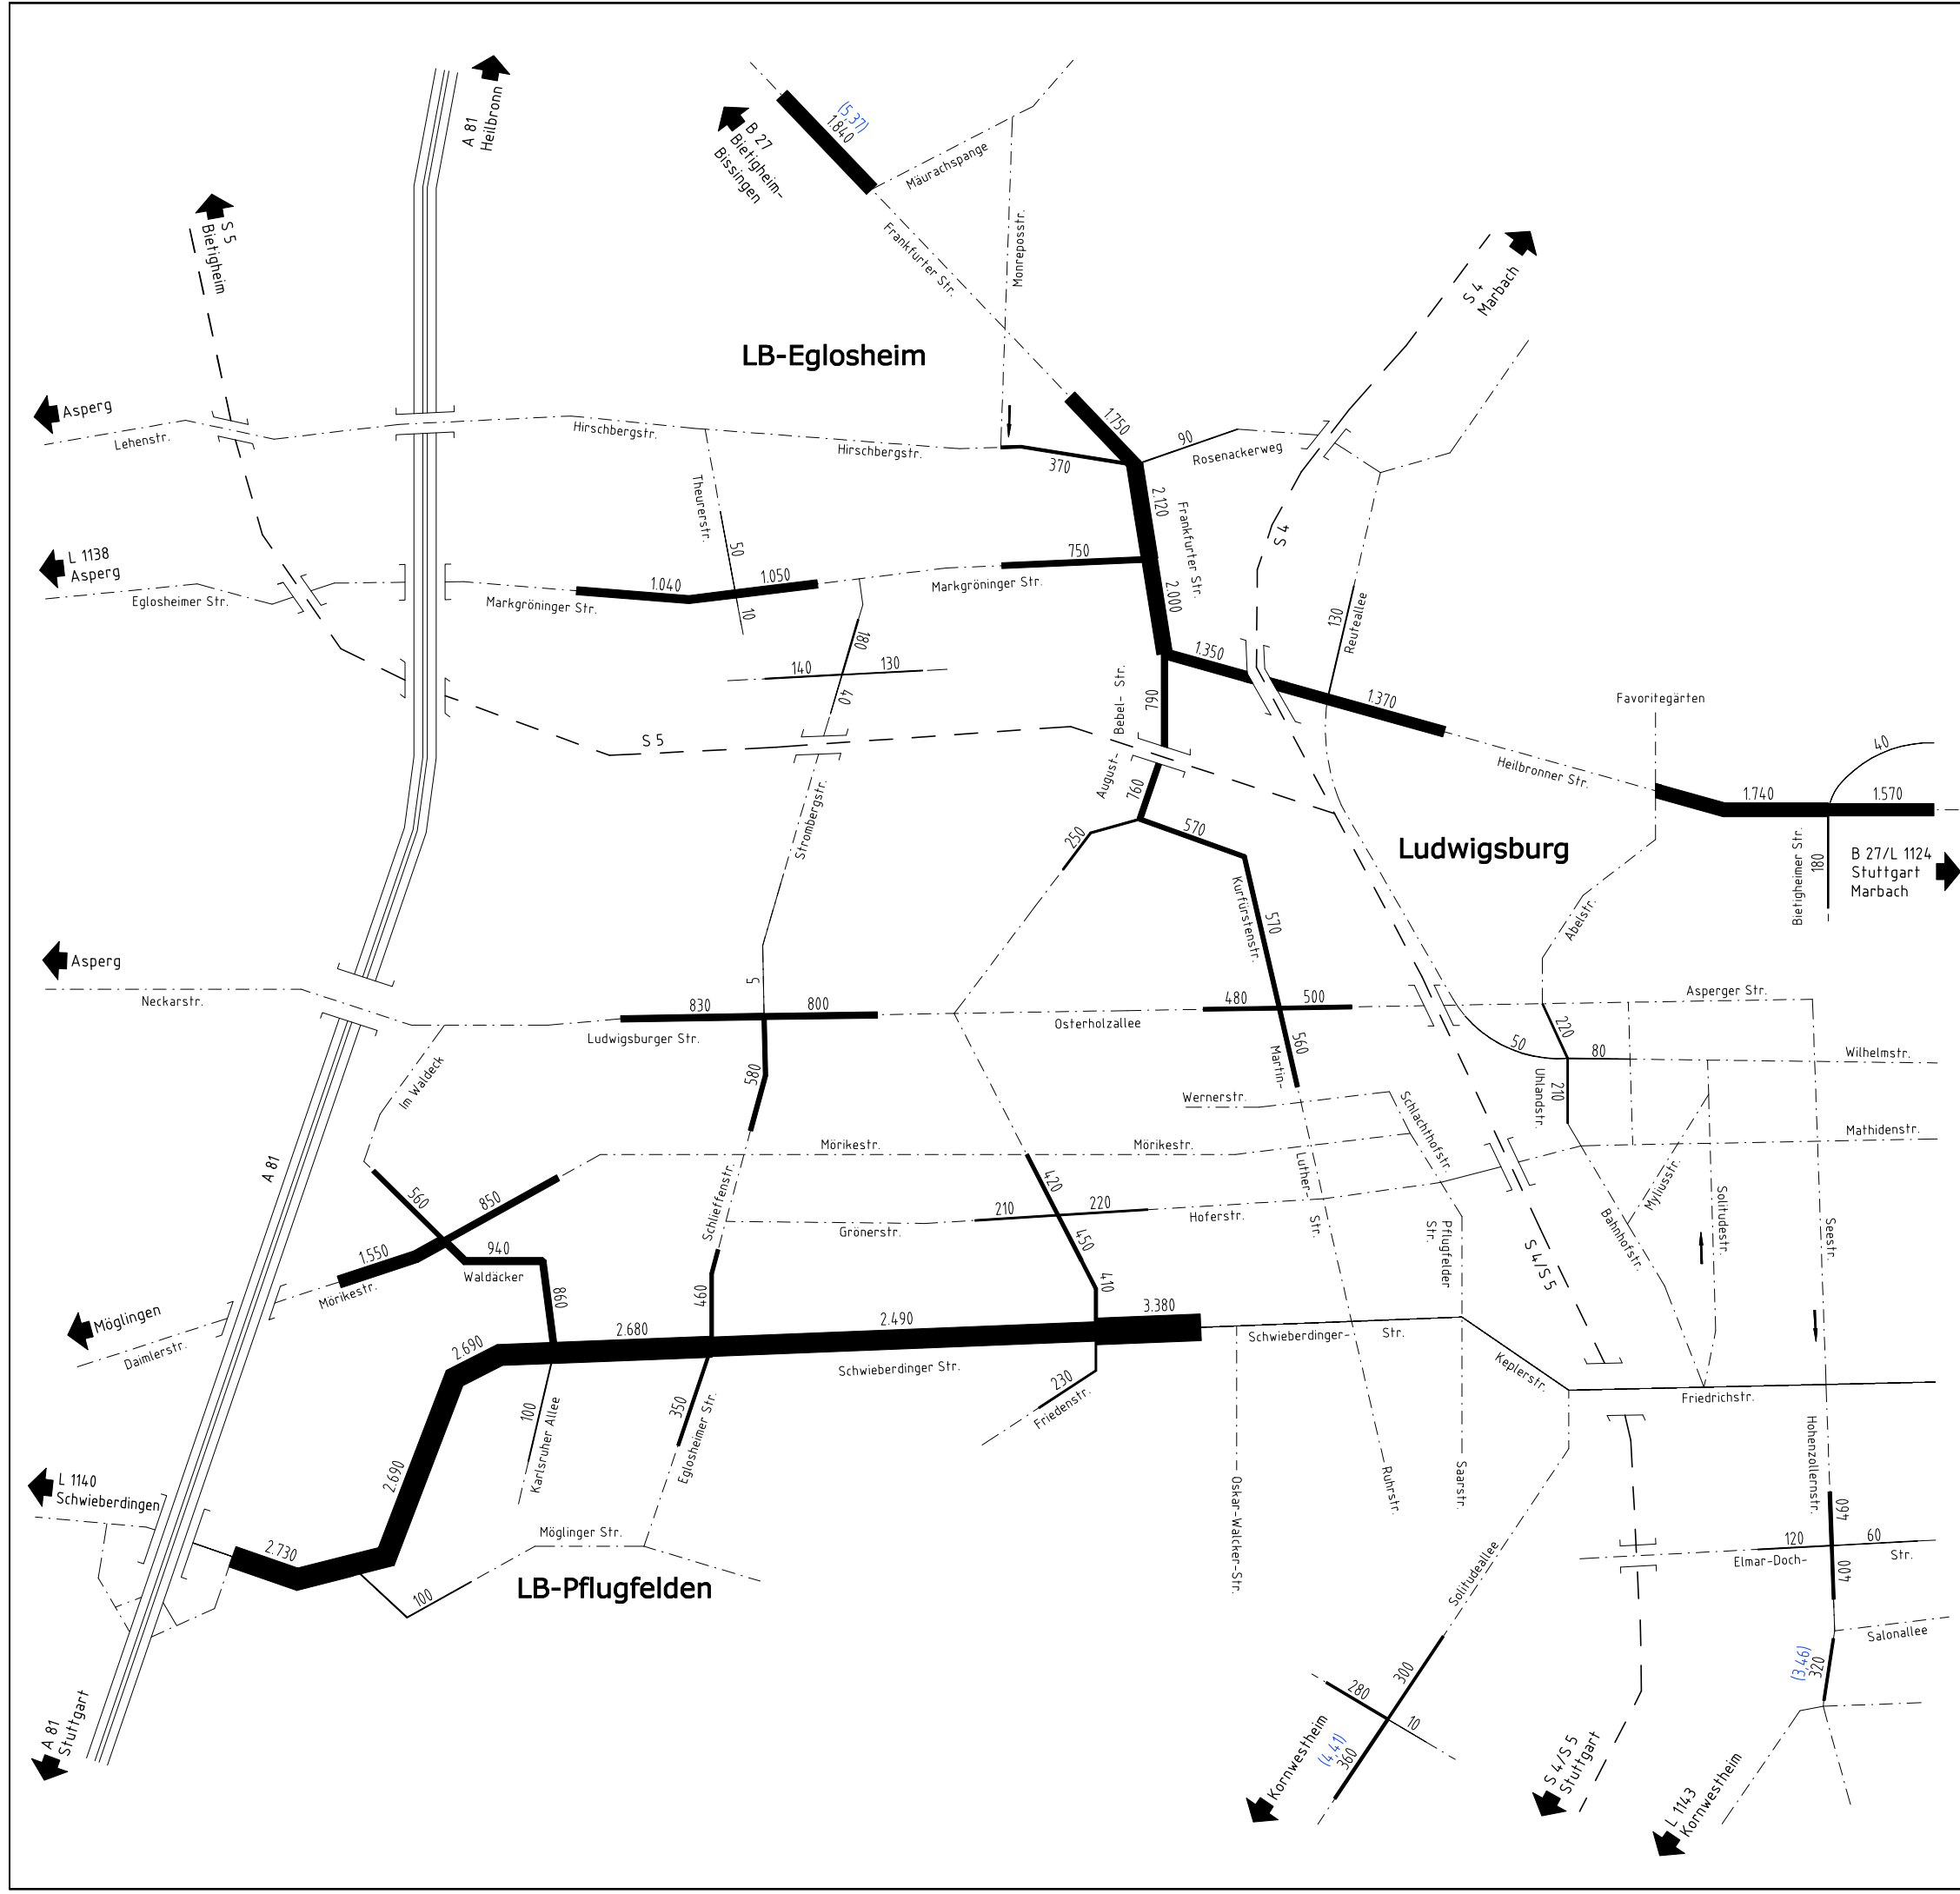 A 81
Heilbronn
(5,37)
1.840
B 27
Bietigheim-
Bissingen
Mäurachspange
S 5
Bietigheim
Frankfurter Str.
Monreposstr.
S 4
Marbach
LB-Eglosheim
Asperg
Lehenstr.
Hirschbergstr.
Hirschbergstr.
370
1.750
90
Rosenackerweg
Theurerstr.
2.120
Frankfurter Str.
S 4
L 1138
Asperg
Eglosheimer Str.
Markgröninger Str.
1.040
50
1.050
10
750
Markgröninger Str.
2.000
130
Reuteallee
180
140
130
40
1.350
1.370
790
August- Bebel- Str.
Favoritegärten
S 5
760
Heilbronner Str.
40
1.740
1.570
Strombergstr.
250
570
Ludwigsburg
Bietigheimer Str.
180
B 27/L 1124
Stuttgart
Marbach
Kurfürstenstr.
570
Abelstr.
Asperg
Neckarstr.
5
830
800
Ludwigsburger Str.
Osterholzallee
480
500
Asperger Str.
560
Martin-
Luther
Str.
220
50
80
Wilhelmstr.
Im Waldeck
580
Wernerstr.
Schlachthofstr.
Uhlandstr.
210
Mörikestr.
Mörikestr.
Mathidenstr.
A 81
560
850
Schlieffenstr.
420
210
220
Grönerstr.
Hoferstr.
450
Myliusstr.
Solitudestr.
Bahnhofstr.
Seestr.
Pflugfelder
Str.
S 4/S 5
1.550
940
Waldäcker
Mörikestr.
860
460
410
Möglingen
Daimlerstr.
2.690
2.680
2.490
3.380
Schwieberdinger Str.
Schwieberdinger-
Str.
Keplerstr.
Friedrichstr.
100
Karlsruher Allee
350
Eglosheimer Str.
230
Friedenstr.
2.690
L 1140
Schwieberdingen
Oskar-Walcker-Str.
Ruhrstr.
Saarstr.
Hohenzollernstr.
460
2.730
Möglinger Str.
100
LB-Pflugfelden
120
60
Elmar-Doch-
Str.
400
Solitudeallee
Salonallee
(3,46)
320
300
280
10
(4,41)
360
Kornwestheim
A 81
Stuttgart
S 4/S 5
Stuttgart
L 1143
Kornwestheim